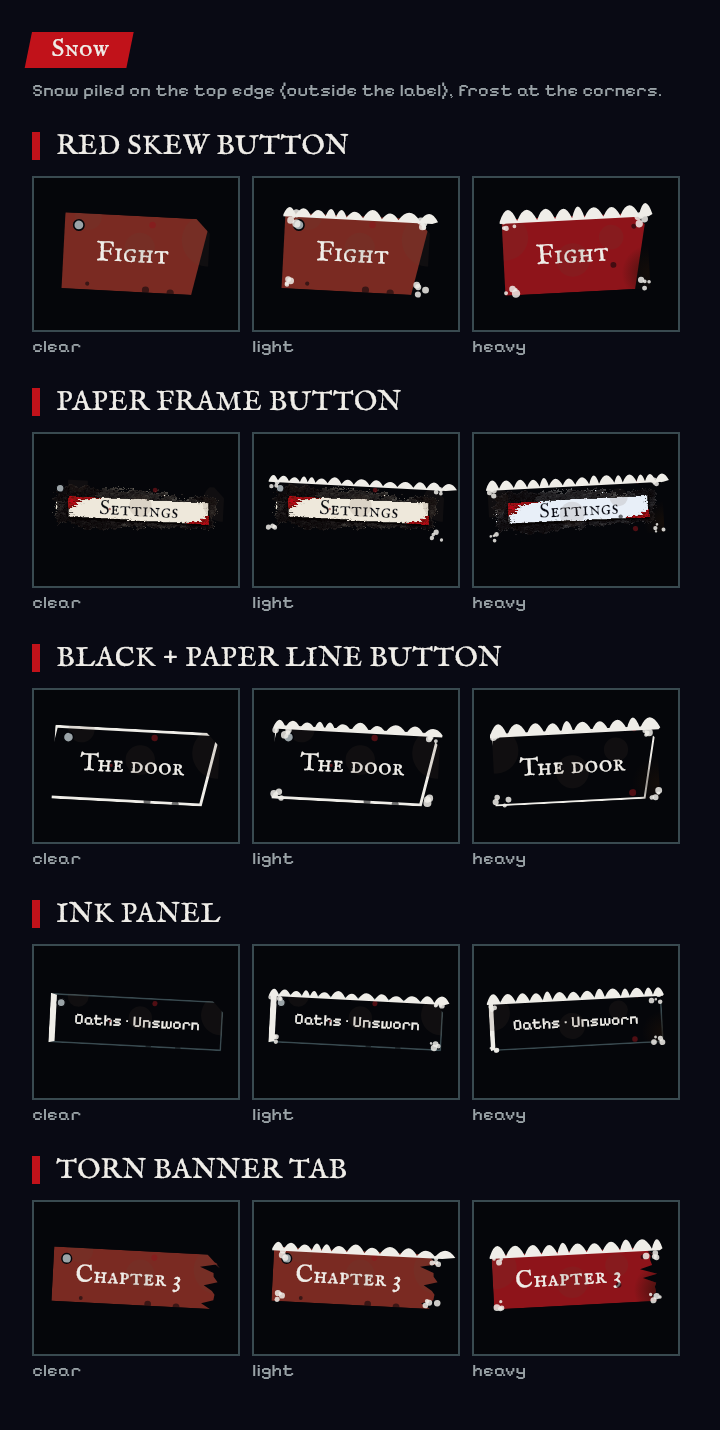 Snow
Snow piled on the top edge (outside the label), frost at the corners.
RED SKEW BUTTON
Fight Fight Fight
clear light heavy
PAPER FRAME BUTTON
Settings Settings Settings
clear light heavy
BLACK + PAPER LINE BUTTON
The door The door The door
clear light heavy
INK PANEL
Oaths · Unsworn Oaths · Unsworn Oaths · Unsworn
clear light heavy
TORN BANNER TAB
Chapter 3 Chapter 3 Chapter 3
clear light heavy